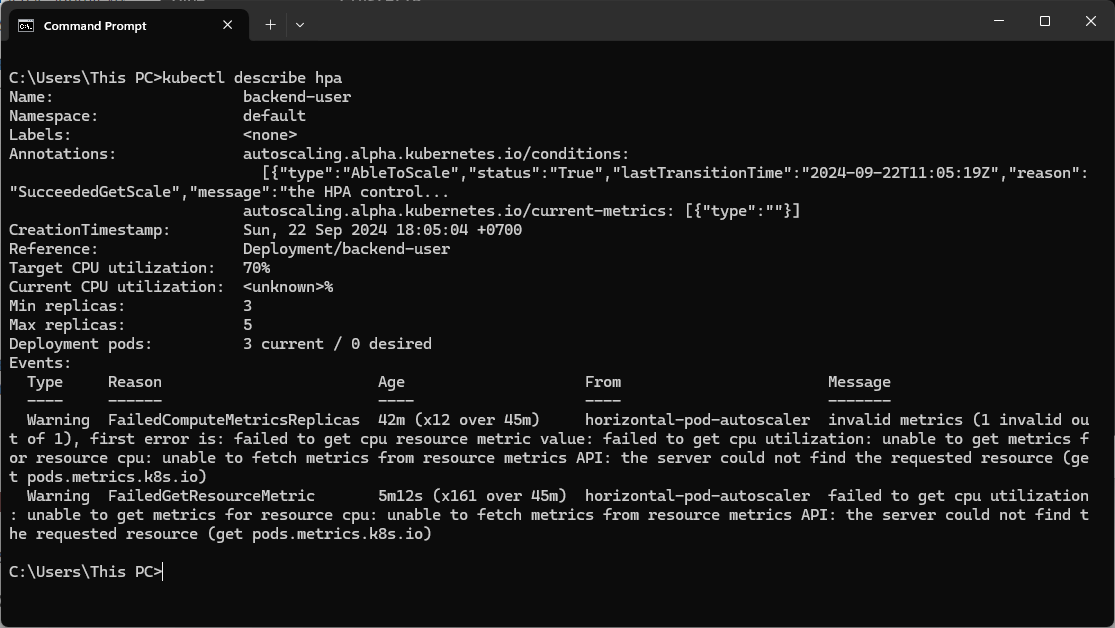 Command Prompt
C:\Users\This PC>kubectl describe hpa
Name:                     backend-user
Namespace:                default
Labels:                   <none>
Annotations:              autoscaling.alpha.kubernetes.io/conditions:
                            [{"type":"AbleToScale","status":"True","lastTransitionTime":"2024-09-22T11:05:19Z","reason":
"SucceededGetScale","message":"the HPA control...
                          autoscaling.alpha.kubernetes.io/current-metrics: [{"type":""}]
CreationTimestamp:        Sun, 22 Sep 2024 18:05:04 +0700
Reference:                Deployment/backend-user
Target CPU utilization:   70%
Current CPU utilization:  <unknown>%
Min replicas:             3
Max replicas:             5
Deployment pods:          3 current / 0 desired
Events:
  Type     Reason                        Age                    From                       Message
  ----     ------                        ----                   ----                       -------
  Warning  FailedComputeMetricsReplicas  42m (x12 over 45m)     horizontal-pod-autoscaler  invalid metrics (1 invalid ou
t of 1), first error is: failed to get cpu resource metric value: failed to get cpu utilization: unable to get metrics f
or resource cpu: unable to fetch metrics from resource metrics API: the server could not find the requested resource (ge
t pods.metrics.k8s.io)
  Warning  FailedGetResourceMetric       5m12s (x161 over 45m)  horizontal-pod-autoscaler  failed to get cpu utilization
: unable to get metrics for resource cpu: unable to fetch metrics from resource metrics API: the server could not find t
he requested resource (get pods.metrics.k8s.io)
C:\Users\This PC>